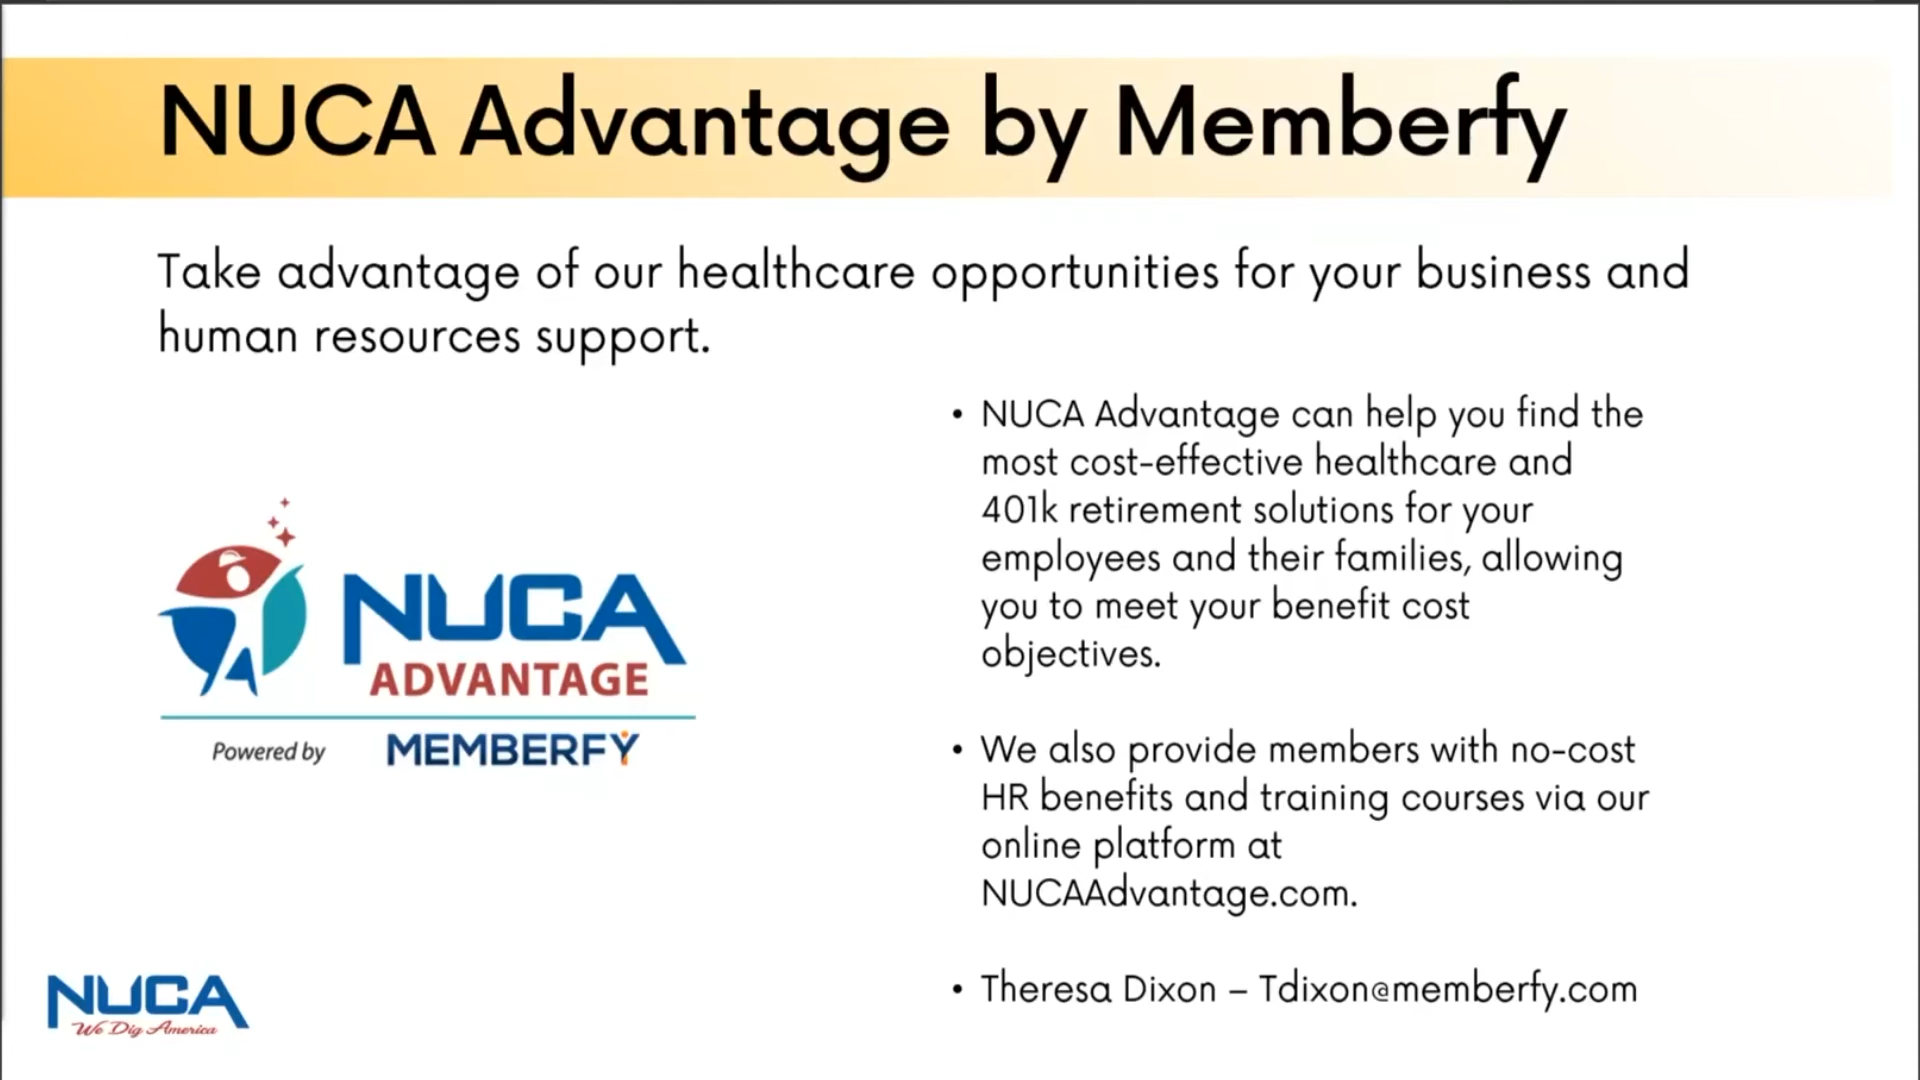 NUCA Advantage by Memberfy
Take advantage of our healthcare opportunities for your business and
human resources support.
NUCA
ADVANTAGE
Powered by MEMBERFY
• NUCA Advantage can help you find the
most cost-effective healthcare and
401k retirement solutions for your
employees and their families, allowing
you to meet your benefit cost
objectives.
• We also provide members with no-cost
HR benefits and training courses via our
online platform at
NUCAAdvantage.com.
• Theresa Dixon – Tdixon@memberfy.com
NUCA
We Dig America